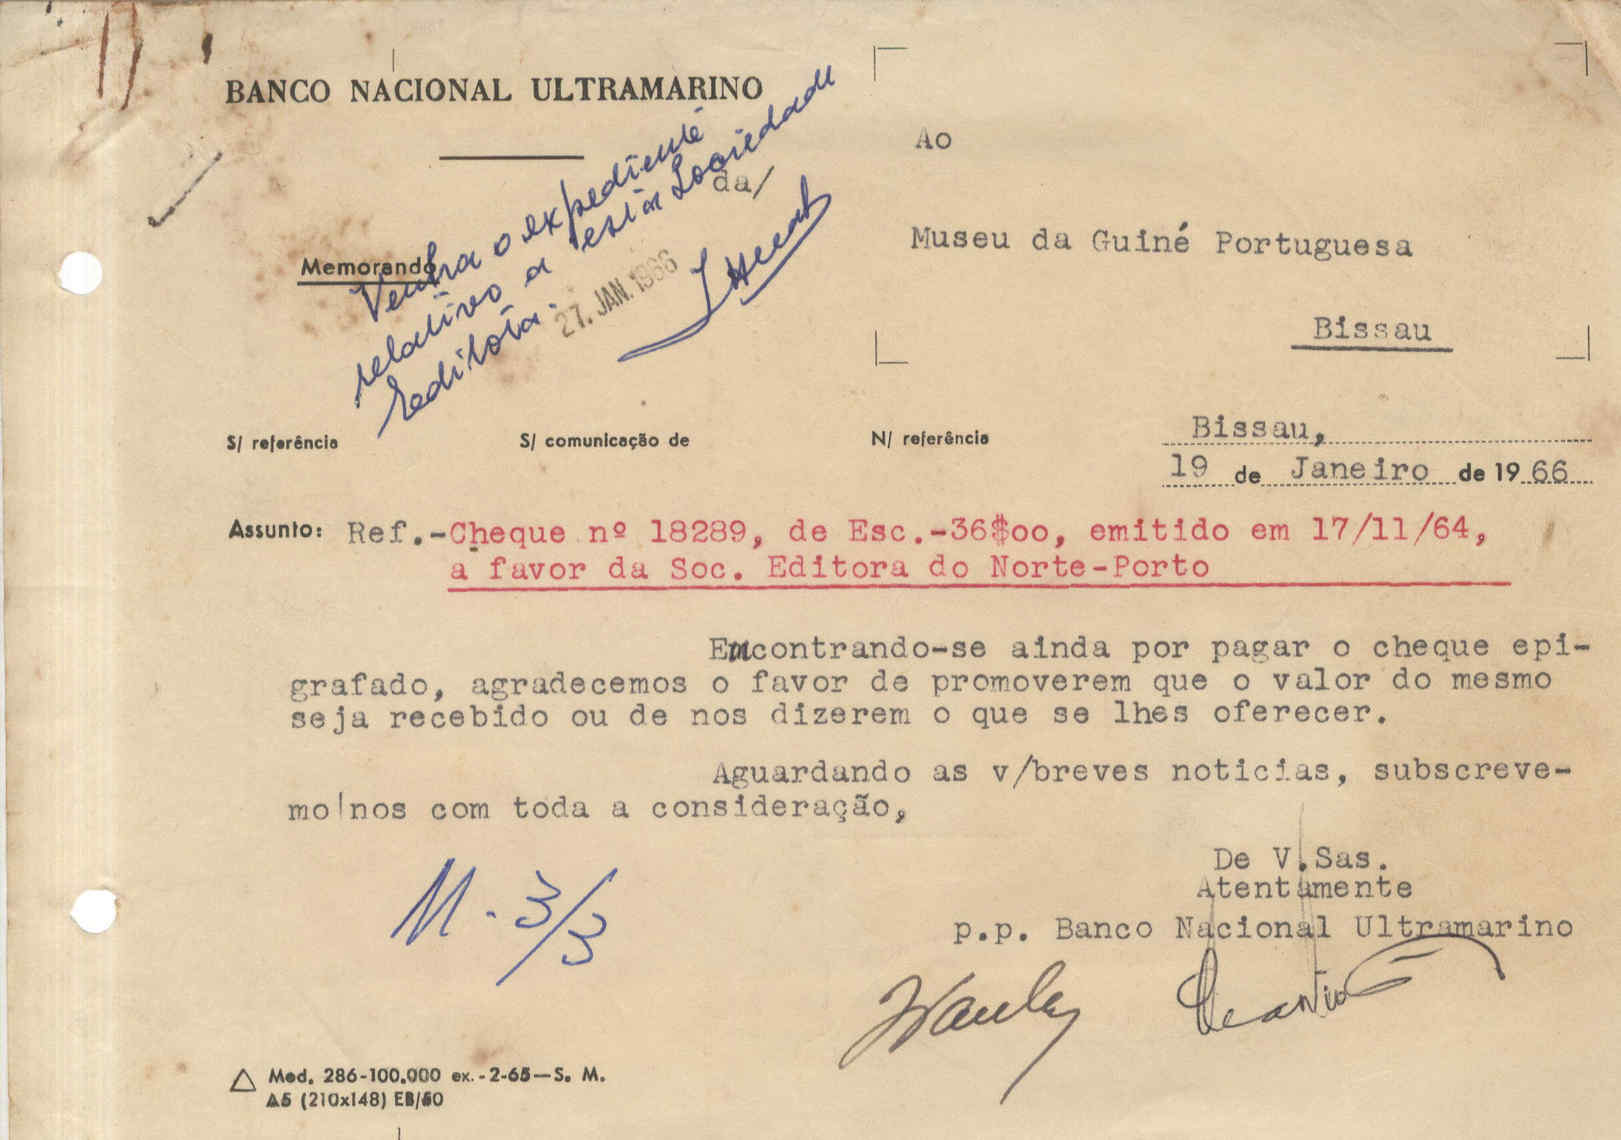 BANCO NACIONAL ULTRAMARINO
Memorando
Venha o expediente
relativo a esta Sociedade
Editora.
27. JAN. 1966
Ao
da/
Museu da Guiné Portuguesa
Bissau
S/ referência
S/ comunicação de
N/ referência
Bissau,
19 de Janeiro de 1966
Assunto: Ref.-Cheque nº 18289, de Esc.-36$oo, emitido em 17/11/64,
a favor da Soc. Editora do Norte-Porto
Encontrando-se ainda por pagar o cheque epi-
grafado, agradecemos o favor de promoverem que o valor do mesmo
seja recebido ou de nos dizerem o que se lhes oferecer.
Aguardando as v/breves noticias, subscreve-
mo'nos com toda a consideração,
De V.Sas.
Atentamente
p.p. Banco Nacional Ultramarino
M. 3/3
Mod. 286-100.000 ex.-2-65—S. M.
A5 (210x148) EB/50